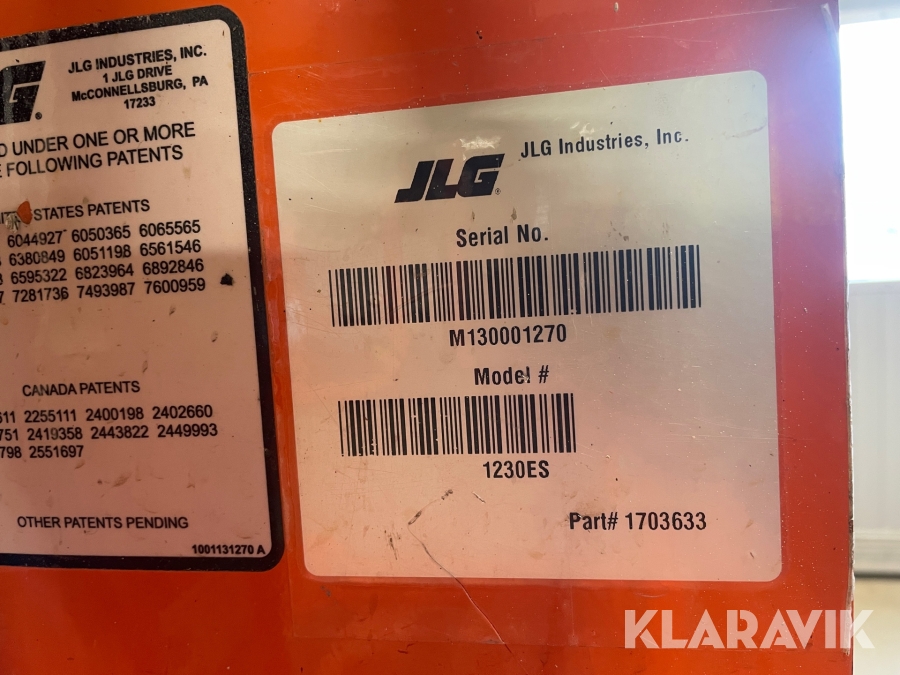 JLG INDUSTRIES, INC.
1 JLG DRIVE
McCONNELLSBURG, PA
17233
UNDER ONE OR MORE
FOLLOWING PATENTS
STATES PATENTS
6044927 6050365 6065565
6380849 6051198 6561546
6595322 6823964 6892846
7281736 7493987 7600959
CANADA PATENTS
2255111 2400198 2402660
2419358 2443822 2449993
2551697
OTHER PATENTS PENDING
1001131270 A
JLG
JLG Industries, Inc.
Serial No.
M130001270
Model #
1230ES
Part# 1703633
KLARAVIK